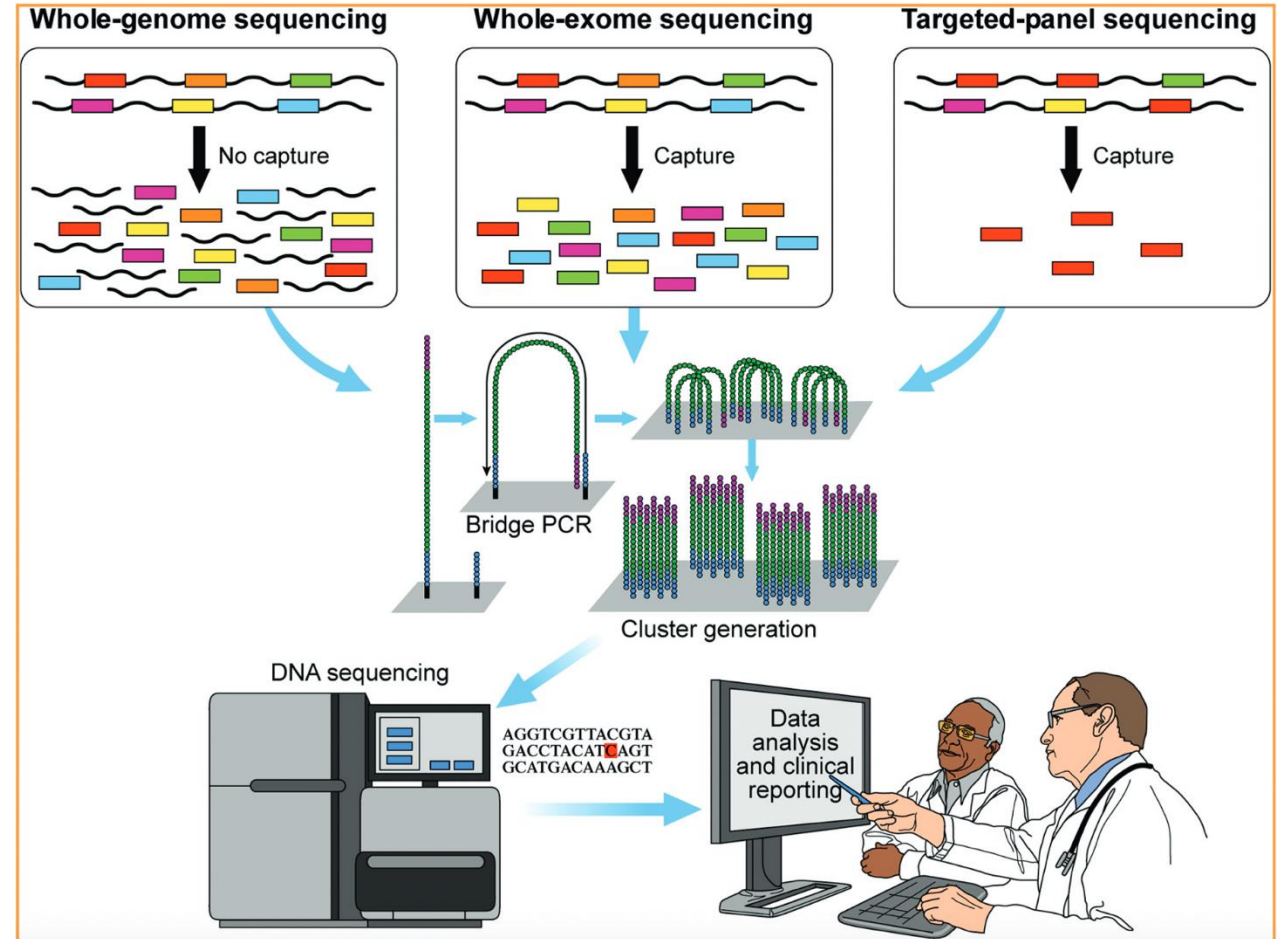 Whole-genome sequencing
Whole-exome sequencing
Targeted-panel sequencing
No capture
Capture
Capture
Bridge PCR
Cluster generation
DNA sequencing
AGGTCGTTACGTA
GACCTACATCAGT
GCATGACAAAGCT
Data
analysis
and clinical
reporting